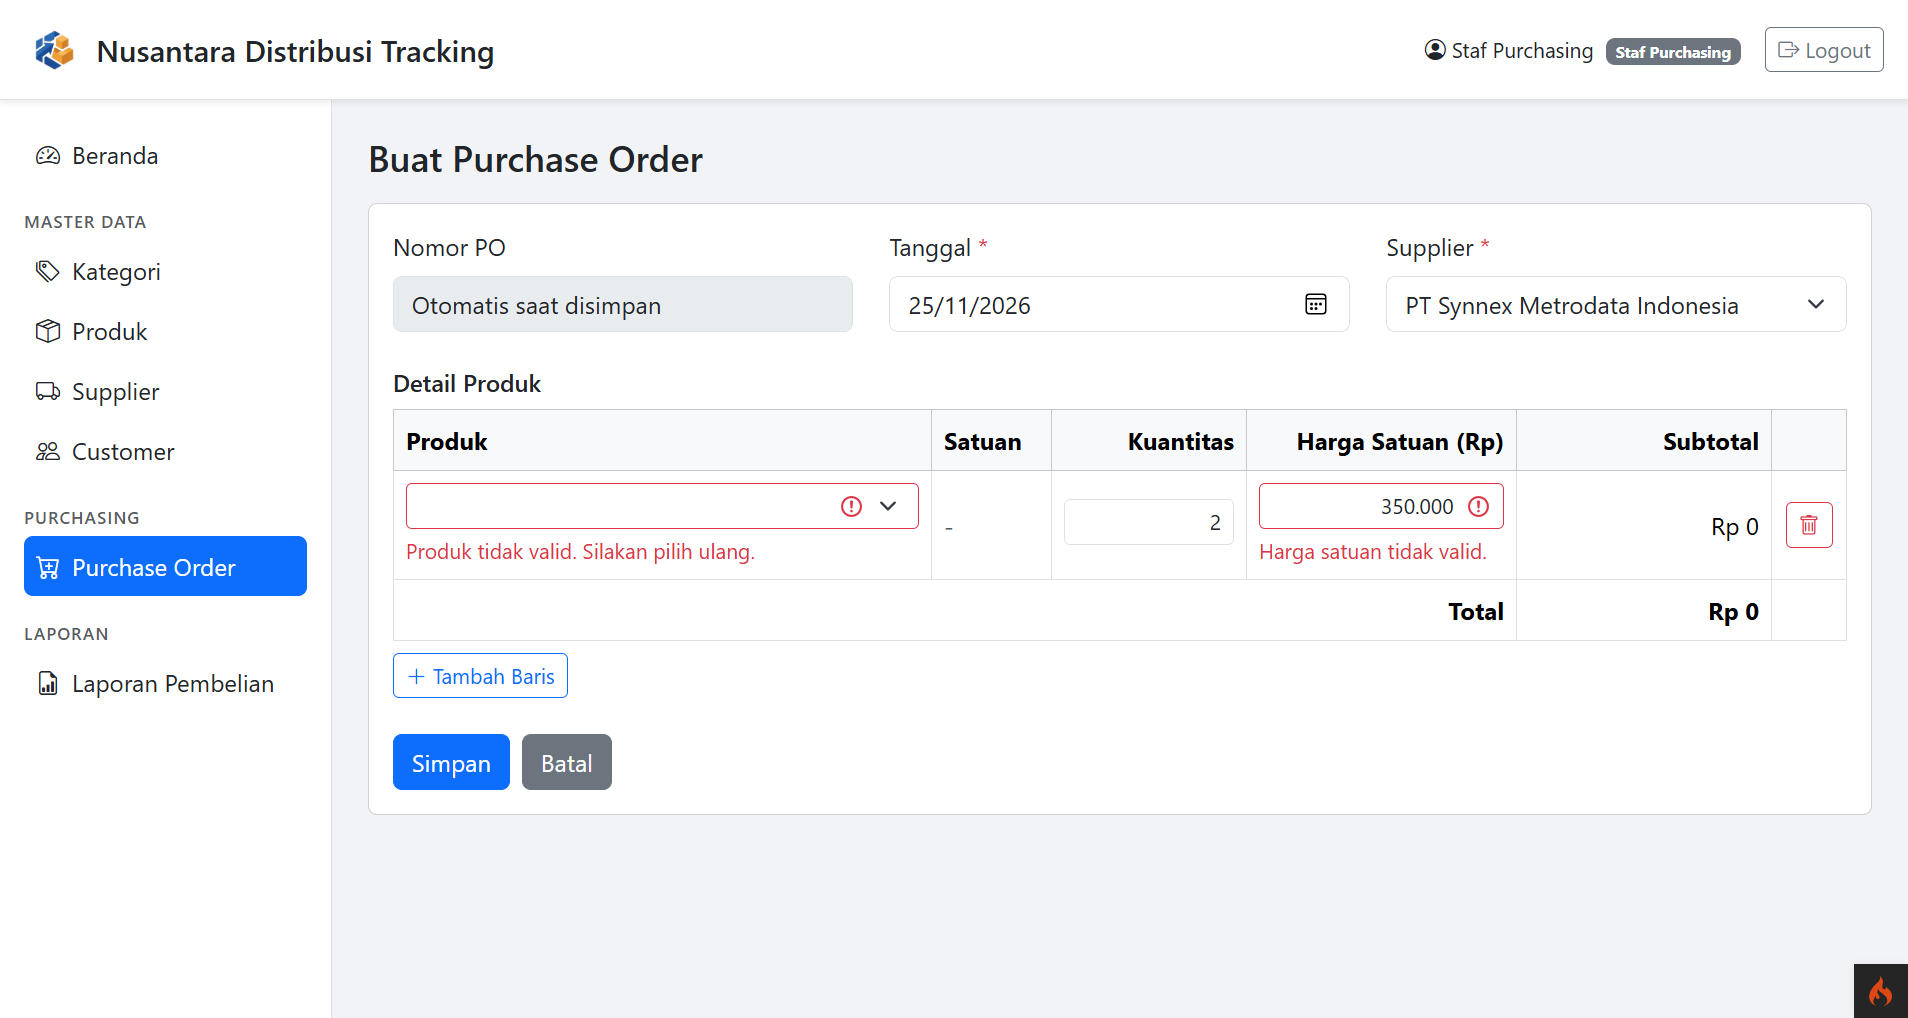 Nusantara Distribusi Tracking
Staf Purchasing
Staf Purchasing
Logout
Beranda
MASTER DATA
Kategori
Produk
Supplier
Customer
PURCHASING
Purchase Order
LAPORAN
Laporan Pembelian
Buat Purchase Order
Nomor PO
Tanggal *
Supplier *
Otomatis saat disimpan
25/11/2026
PT Synnex Metrodata Indonesia
Detail Produk
Produk
Satuan
Kuantitas
Harga Satuan (Rp)
Subtotal
Produk tidak valid. Silakan pilih ulang.
-
2
350.000
Harga satuan tidak valid.
Rp 0
Total
Rp 0
+ Tambah Baris
Simpan
Batal